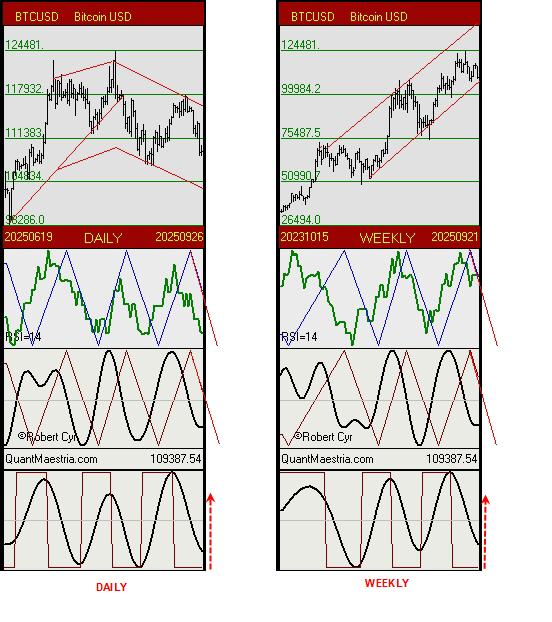 BTCUSD Bitcoin USD
124481.
117932.
111383.
104834.
98286.0
20250619 DAILY 20250926
RSI=14
©Robert Cyr
QuantMaestria.com 109387.54
DAILY
BTCUSD Bitcoin USD
124481.
99984.2
75487.5
50990.7
26494.0
20231015 WEEKLY 20250921
RSI=14
©Robert Cyr
QuantMaestria.com 109387.54
WEEKLY